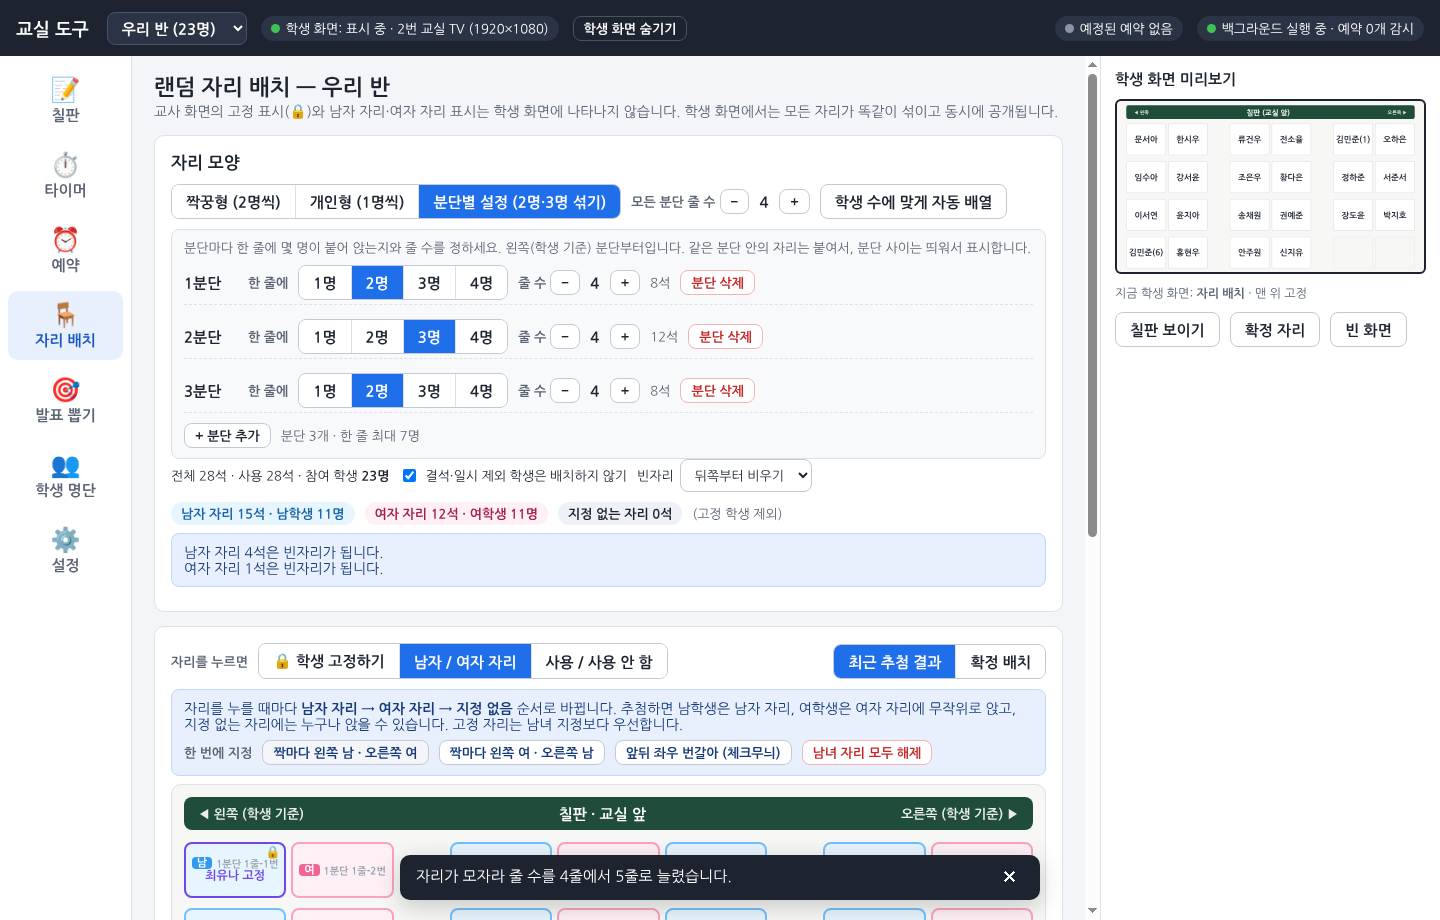 교실 도구
우리 반 (23명)
학생 화면: 표시 중 · 2번 교실 TV (1920×1080)
학생 화면 숨기기
예정된 예약 없음
백그라운드 실행 중 · 예약 0개 감시
칠판
타이머
예약
자리 배치
발표 뽑기
학생 명단
설정
랜덤 자리 배치 — 우리 반
교사 화면의 고정 표시(🔒)와 남자 자리·여자 자리 표시는 학생 화면에 나타나지 않습니다. 학생 화면에서는 모든 자리가 똑같이 섞이고 동시에 공개됩니다.
자리 모양
짝꿍형 (2명씩) 개인형 (1명씩) 분단별 설정 (2명·3명 섞기) 모든 분단 줄 수 − 4 + 학생 수에 맞게 자동 배열
분단마다 한 줄에 몇 명이 붙어 앉는지와 줄 수를 정하세요. 왼쪽(학생 기준) 분단부터입니다. 같은 분단 안의 자리는 붙여서, 분단 사이는 띄워서 표시합니다.
1분단 한 줄에 1명 2명 3명 4명 줄 수 − 4 + 8석 분단 삭제
2분단 한 줄에 1명 2명 3명 4명 줄 수 − 4 + 12석 분단 삭제
3분단 한 줄에 1명 2명 3명 4명 줄 수 − 4 + 8석 분단 삭제
+ 분단 추가 분단 3개 · 한 줄 최대 7명
전체 28석 · 사용 28석 · 참여 학생 23명 결석·일시 제외 학생은 배치하지 않기 빈자리 뒤쪽부터 비우기
남자 자리 15석 · 남학생 11명 여자 자리 12석 · 여학생 11명 지정 없는 자리 0석 (고정 학생 제외)
남자 자리 4석은 빈자리가 됩니다.
여자 자리 1석은 빈자리가 됩니다.
자리를 누르면 🔒 학생 고정하기 남자 / 여자 자리 사용 / 사용 안 함 최근 추첨 결과 확정 배치
자리를 누를 때마다 남자 자리 → 여자 자리 → 지정 없음 순서로 바뀝니다. 추첨하면 남학생은 남자 자리, 여학생은 여자 자리에 무작위로 앉고,
지정 없는 자리에는 누구나 앉을 수 있습니다. 고정 자리는 남녀 지정보다 우선합니다.
한 번에 지정 짝마다 왼쪽 남 · 오른쪽 여 짝마다 왼쪽 여 · 오른쪽 남 앞뒤 좌우 번갈아 (체크무늬) 남녀 자리 모두 해제
◀ 왼쪽 (학생 기준) 칠판 · 교실 앞 오른쪽 (학생 기준) ▶
남 1분단 1줄-1번
최유나 고정
여 1분단 1줄-2번
자리가 모자라 줄 수를 4줄에서 5줄로 늘렸습니다. ✕
학생 화면 미리보기
◀ 왼쪽 칠판 (교실 앞) 오른쪽 ▶
문서아 한시우 류건우 전소율 김민준(1) 오하은
임수아 강서윤 조은우 황다은 정하준 서준서
이서연 윤지아 송채원 권예준 장도윤 박지호
김민준(6) 홍현우 안주원 신지유
지금 학생 화면: 자리 배치 · 맨 위 고정
칠판 보이기 확정 자리 빈 화면